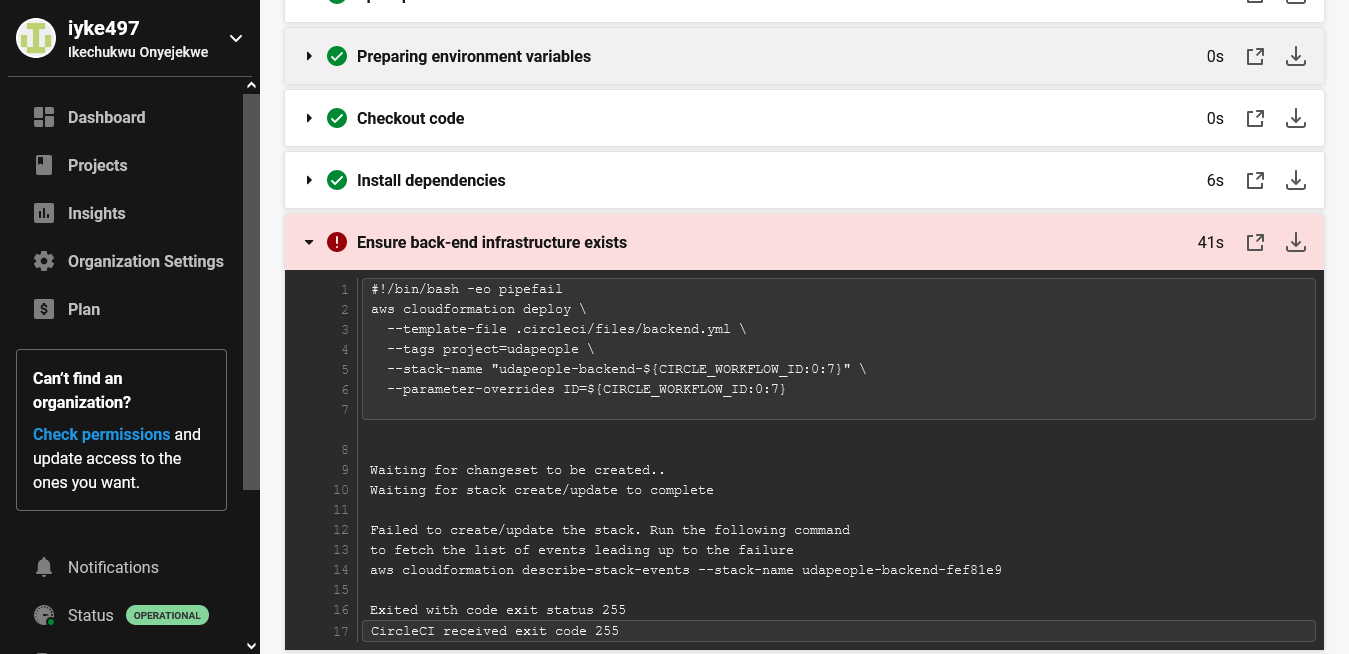 iyke497
Ikechukwu Onyejekwe
Dashboard
Projects
Insights
Organization Settings
Plan
Can't find an
organization?
Check permissions and
update access to the
ones you want.
Notifications
Status OPERATIONAL
Preparing environment variables 0s
Checkout code 0s
Install dependencies 6s
Ensure back-end infrastructure exists 41s
1 #!/bin/bash -eo pipefail
2 aws cloudformation deploy \
3 --template-file .circleci/files/backend.yml \
4 --tags project=udapeople \
5 --stack-name "udapeople-backend-${CIRCLE_WORKFLOW_ID:0:7}" \
6 --parameter-overrides ID=${CIRCLE_WORKFLOW_ID:0:7}
7
8
9 Waiting for changeset to be created..
10 Waiting for stack create/update to complete
11
12 Failed to create/update the stack. Run the following command
13 to fetch the list of events leading up to the failure
14 aws cloudformation describe-stack-events --stack-name udapeople-backend-fef81e9
15
16 Exited with code exit status 255
17 CircleCI received exit code 255